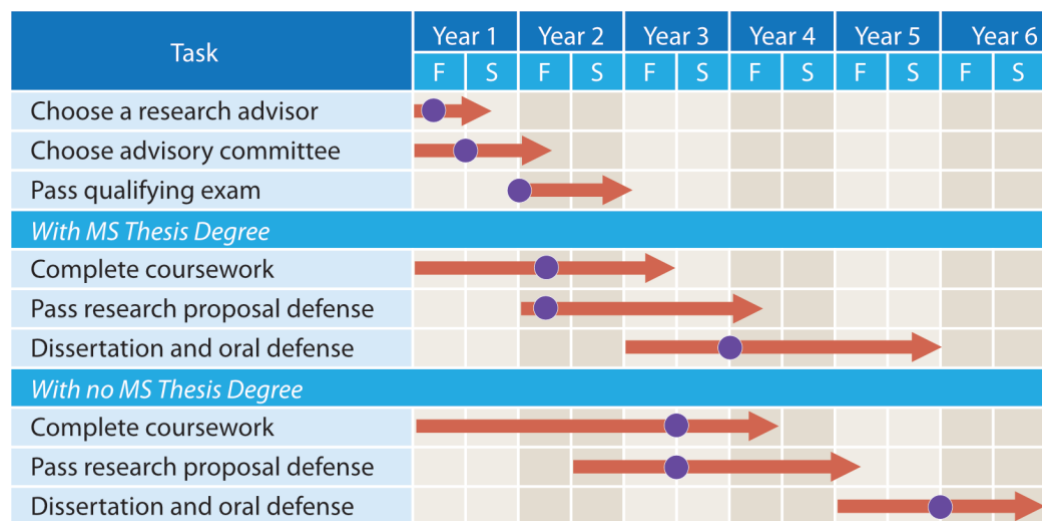 Task
Year 1 Year 2 Year 3 Year 4 Year 5 Year 6
F S F S F S F S F S F S
Choose a research advisor
Choose advisory committee
Pass qualifying exam
With MS Thesis Degree
Complete coursework
Pass research proposal defense
Dissertation and oral defense
With no MS Thesis Degree
Complete coursework
Pass research proposal defense
Dissertation and oral defense